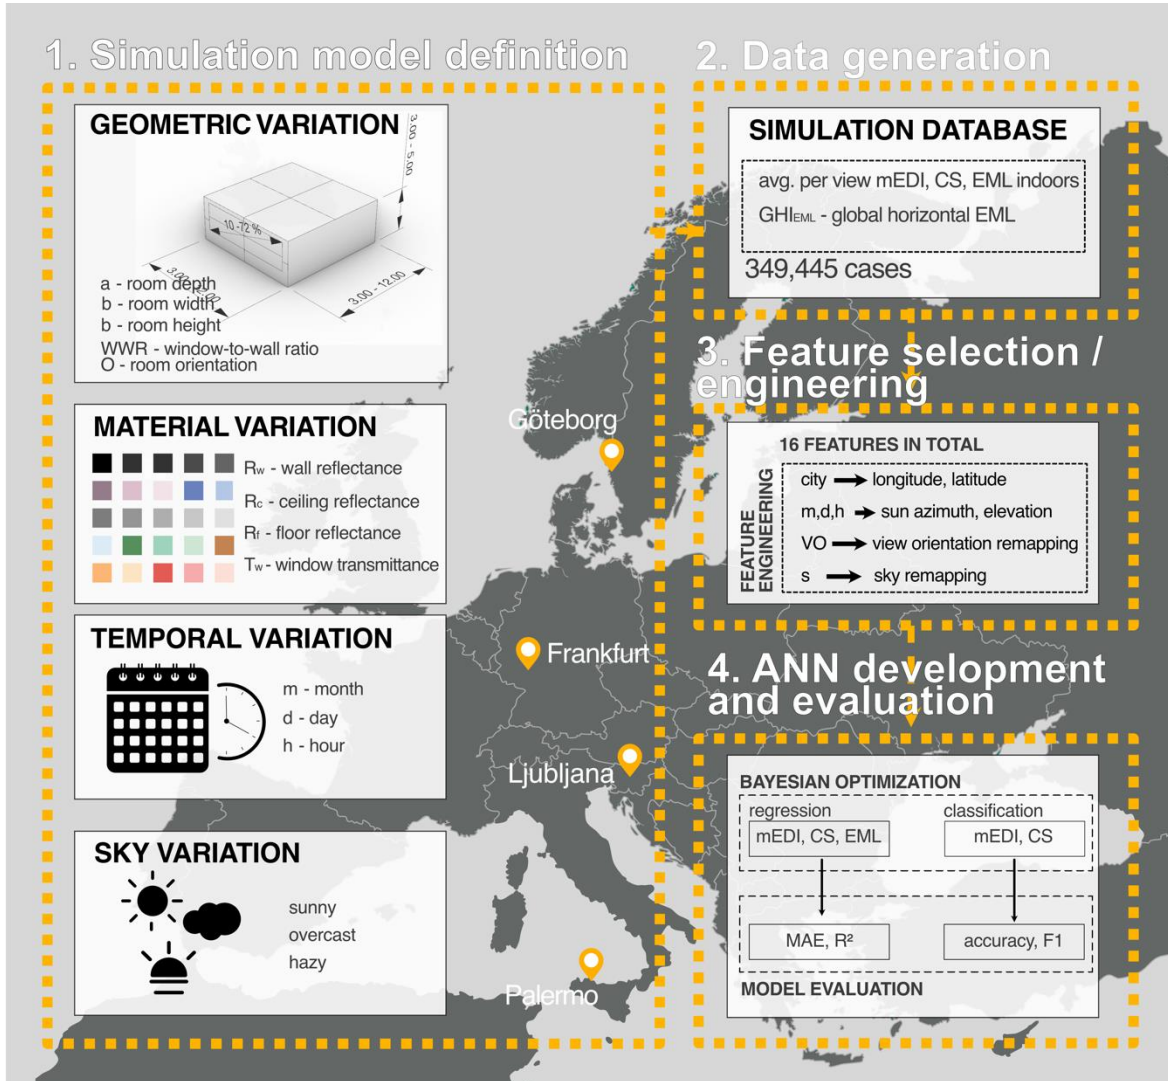 1. Simulation model definition
GEOMETRIC VARIATION
3.00 - 5.00
10 -72 %
3.00 - 12.00
a - room depth
b - room width
b - room height
WWR - window-to-wall ratio
O - room orientation
MATERIAL VARIATION
Rw - wall reflectance
Rc - ceiling reflectance
Rf - floor reflectance
Tw - window transmittance
TEMPORAL VARIATION
m - month
d - day
h - hour
SKY VARIATION
sunny
overcast
hazy
Göteborg
Frankfurt
Ljubljana
Palermo
2. Data generation
SIMULATION DATABASE
avg. per view mEDI, CS, EML indoors
GHIEML - global horizontal EML
349,445 cases
3. Feature selection /
engineering
16 FEATURES IN TOTAL
FEATURE
ENGINEERING
city longitude, latitude
m,d,h sun azimuth, elevation
VO view orientation remapping
s sky remapping
4. ANN development
and evaluation
BAYESIAN OPTIMIZATION
regression
mEDI, CS, EML
classification
mEDI, CS
MAE, R²
accuracy, F1
MODEL EVALUATION